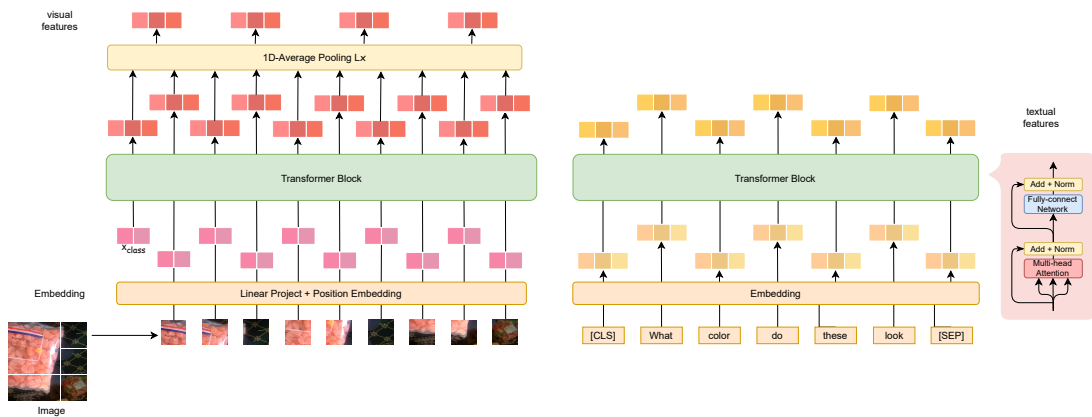 visual
features
1D-Average Pooling Lx
textual
features
Transformer Block
Transformer Block
Add + Norm
Fully-connect
Network
Add + Norm
Multi-head
Attention
x_class
Embedding
Linear Project + Position Embedding
Embedding
[CLS]
What
color
do
these
look
[SEP]
Image